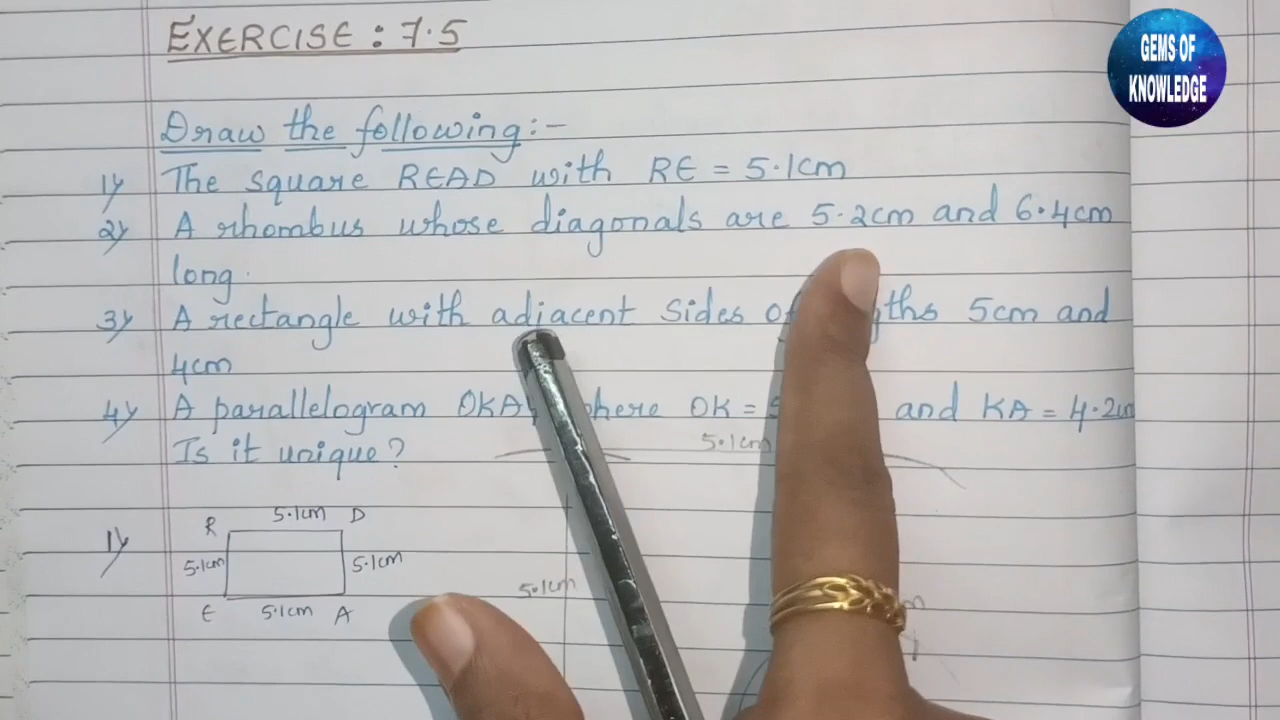 EXERCISE : 7.5
GEMS OF
KNOWLEDGE
Draw the following:-
1) The square READ with RE = 5.1cm
2) A rhombus whose diagonals are 5.2cm and 6.4cm
long.
3) A rectangle with adjacent sides 5cm and
4cm
4) A parallelogram where OK = and KA = 4.2cm
Is it unique?
5.1cm
1) R 5.1cm D
5.1cm 5.1cm
5.1cm
E 5.1cm A